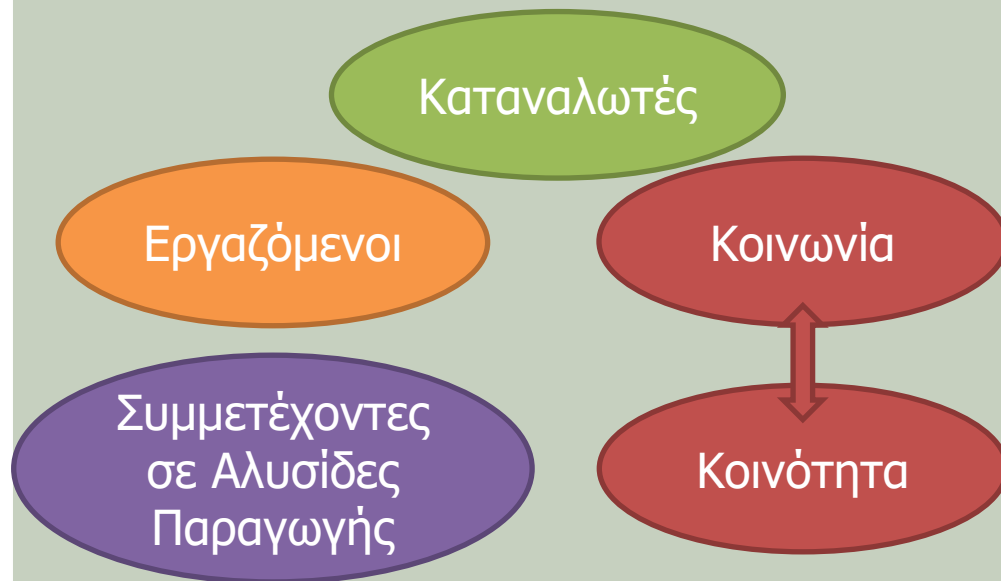 Καταναλωτές
Εργαζόμενοι
Κοινωνία
Συμμετέχοντες
σε Αλυσίδες
Παραγωγής
Κοινότητα